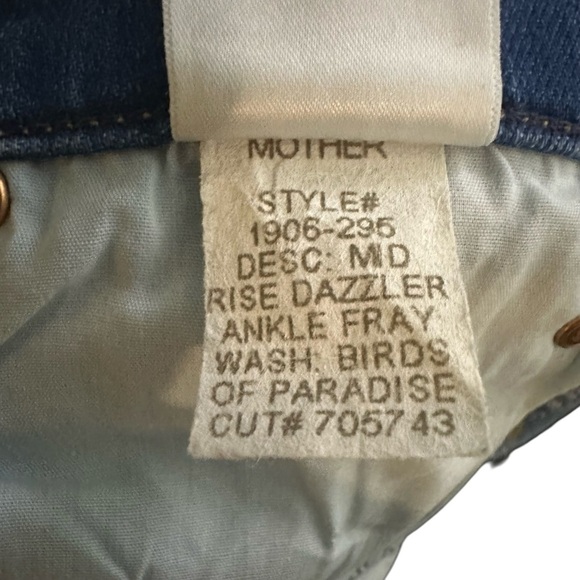 MOTHER
STYLE#
1906-295
DESC: MID
RISE DAZZLER
ANKLE FRAY
WASH: BIRDS
OF PARADISE
CUT# 705743